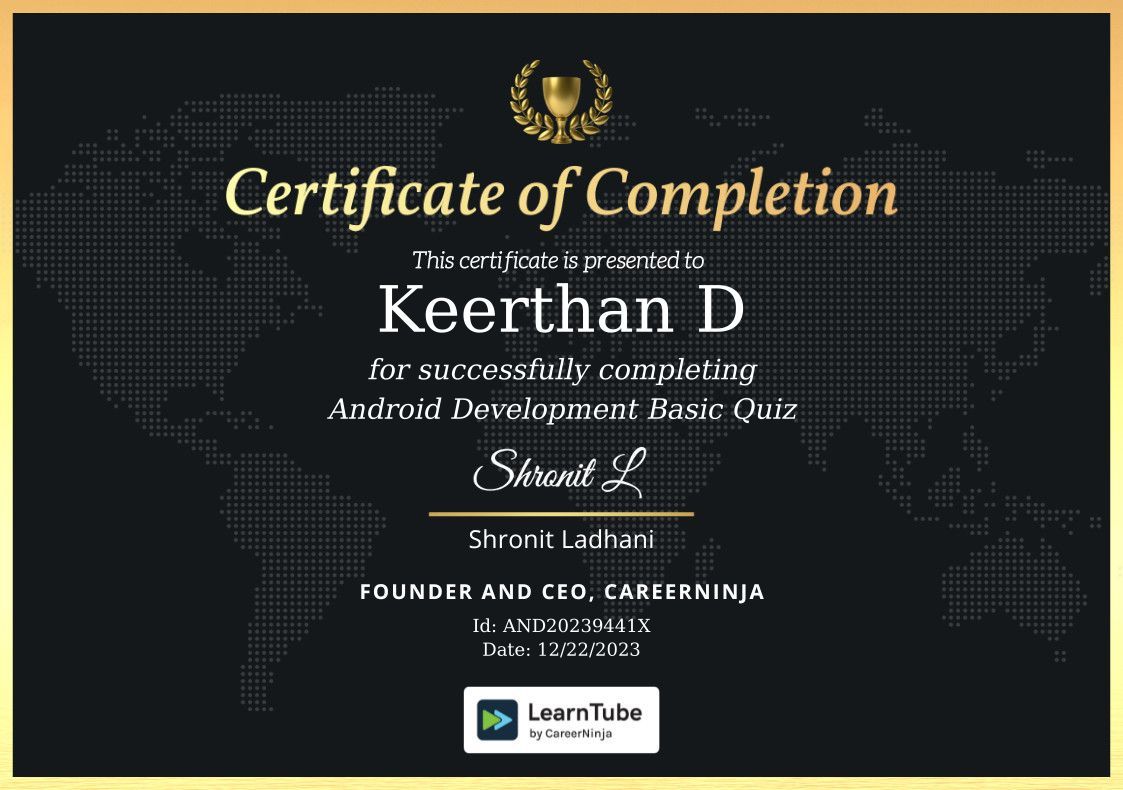 Certificate of Completion
This certificate is presented to
Keerthan D
for successfully completing
Android Development Basic Quiz
Shronit L
Shronit Ladhani
FOUNDER AND CEO, CAREERNINJA
Id: AND20239441X
Date: 12/22/2023
LearnTube
by CareerNinja